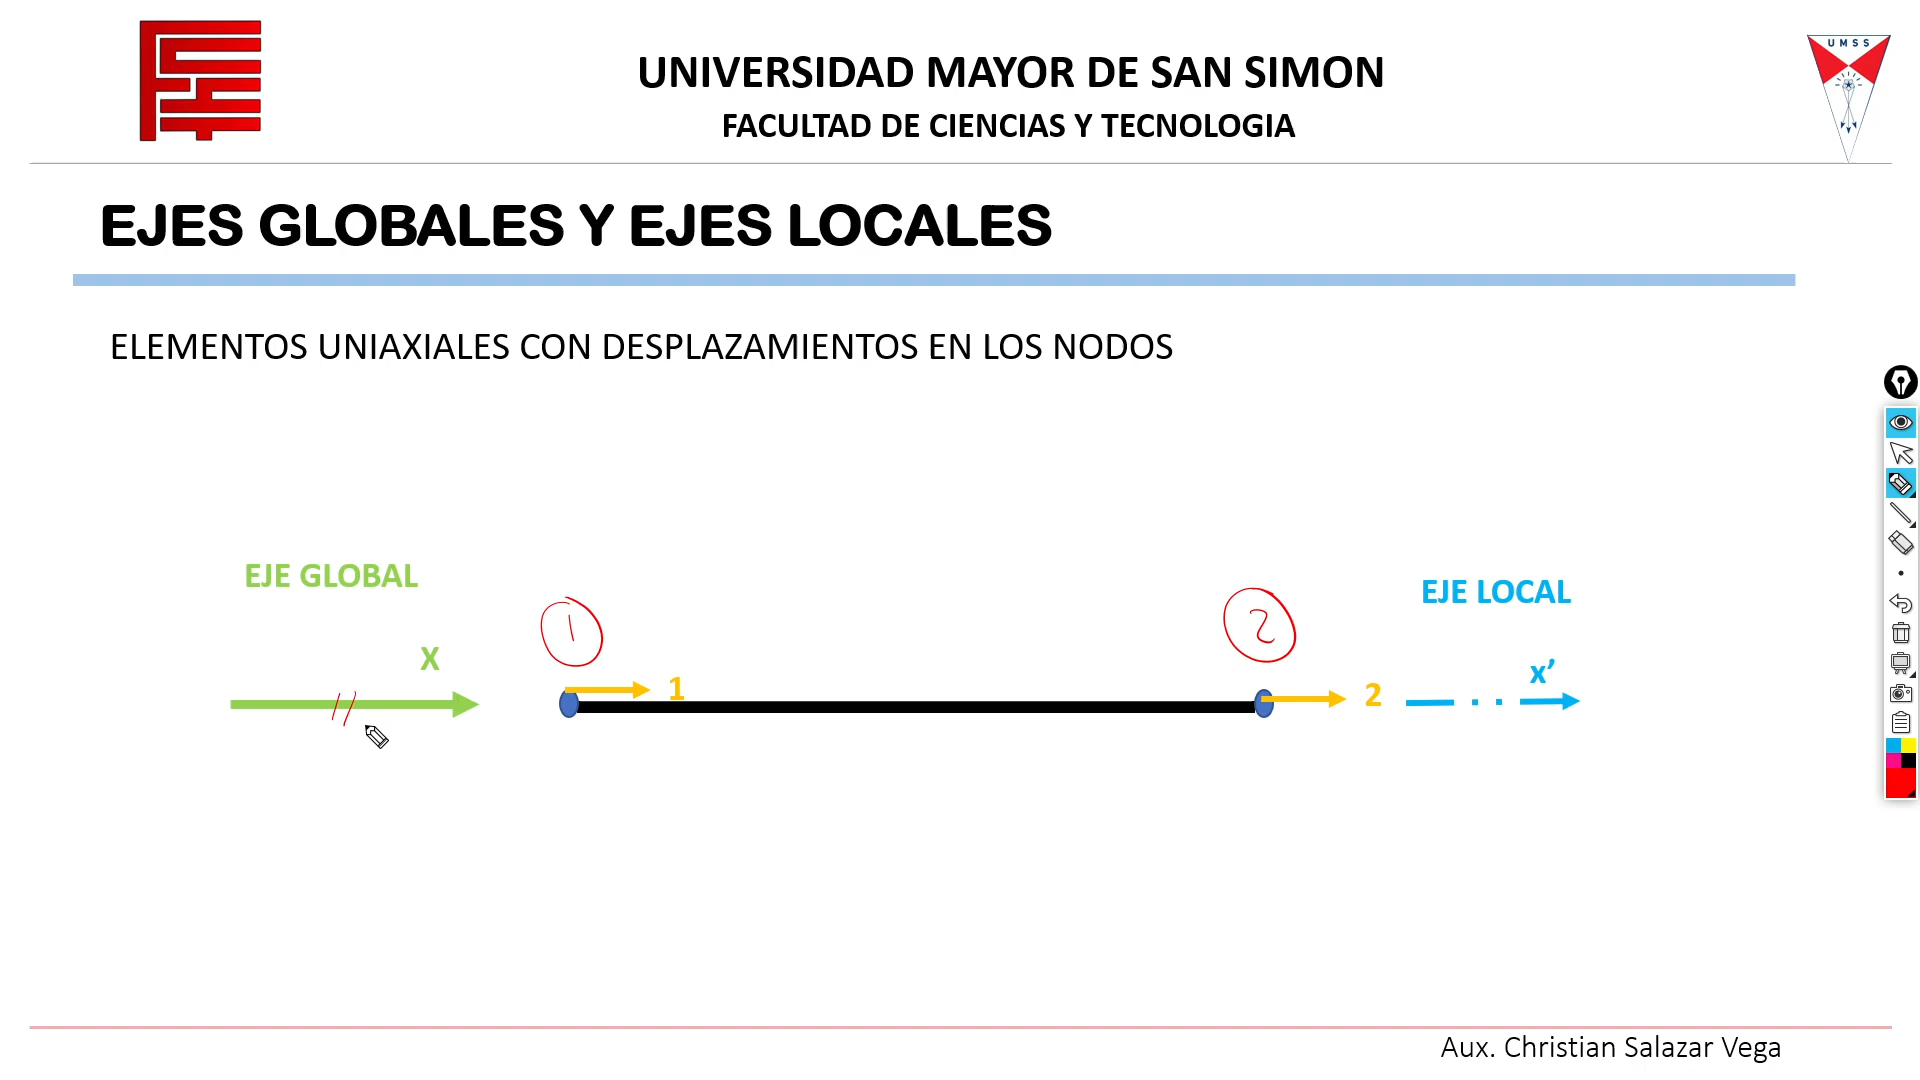 UMSS
UNIVERSIDAD MAYOR DE SAN SIMON
FACULTAD DE CIENCIAS Y TECNOLOGIA
EJES GLOBALES Y EJES LOCALES
ELEMENTOS UNIAXIALES CON DESPLAZAMIENTOS EN LOS NODOS
EJE GLOBAL
EJE LOCAL
1
2
X
x’
1
2
Aux. Christian Salazar Vega